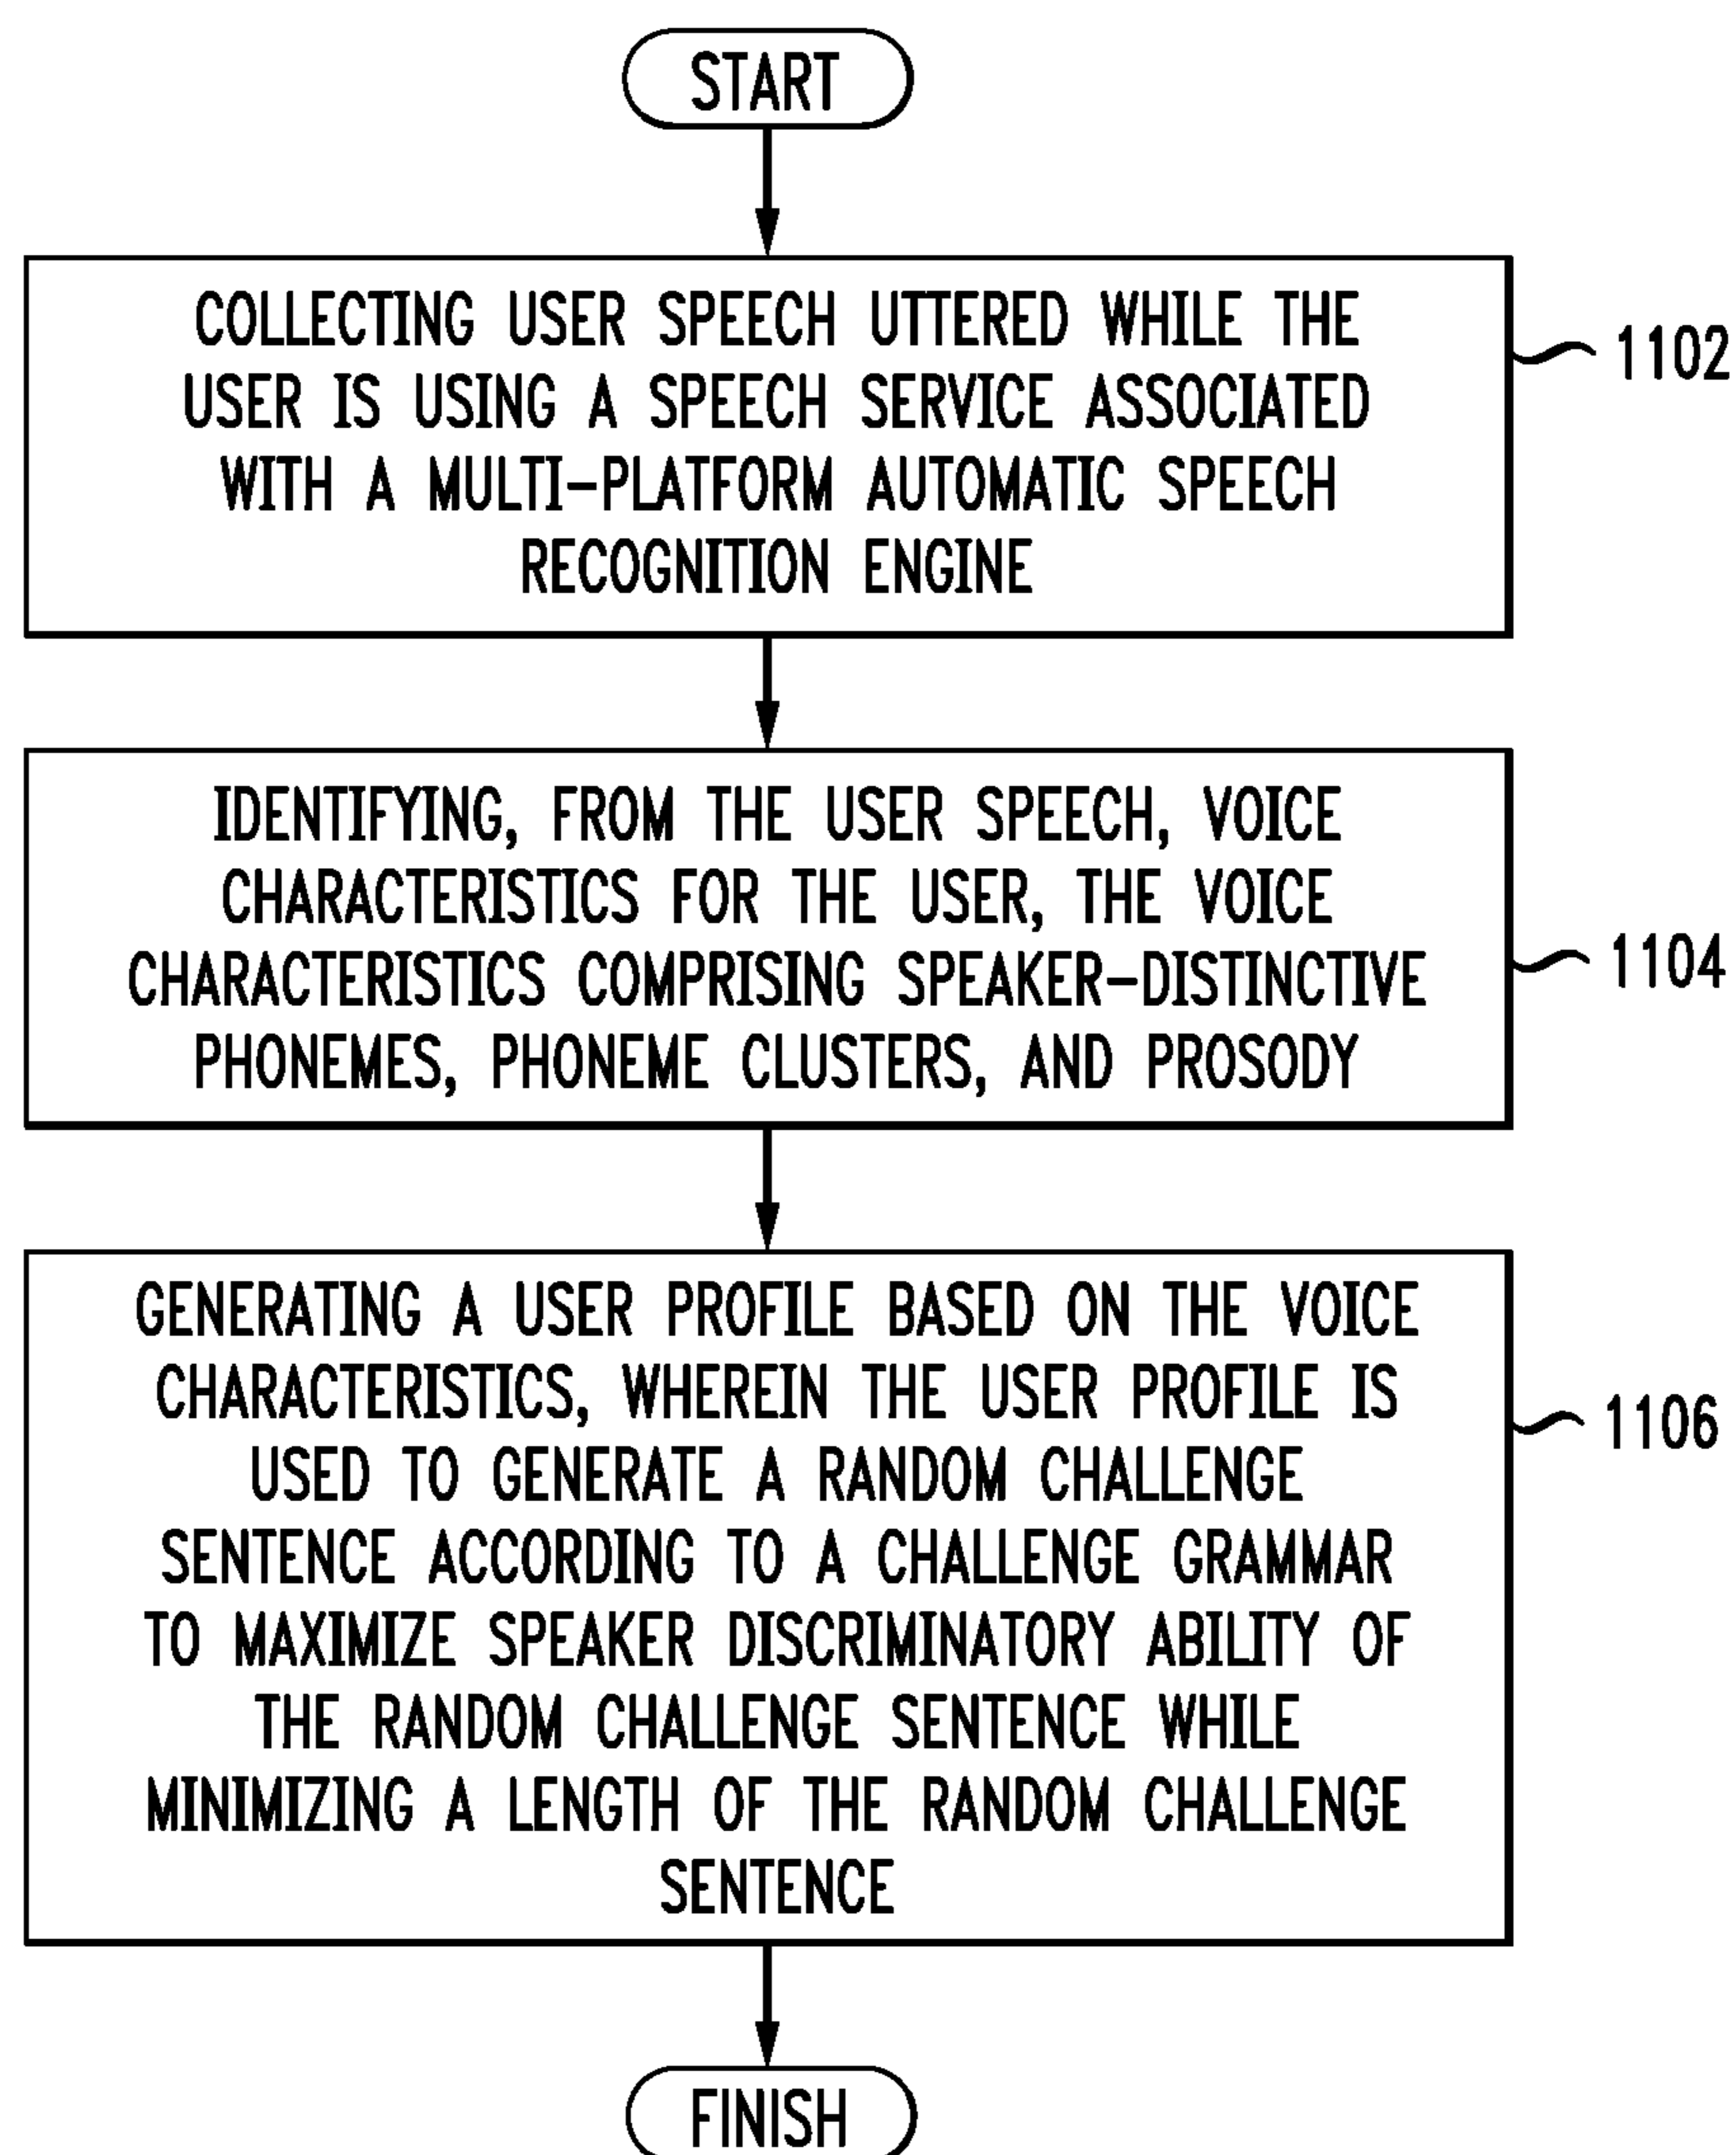 START
COLLECTING USER SPEECH UTTERED WHILE THE
USER IS USING A SPEECH SERVICE ASSOCIATED
WITH A MULTI-PLATFORM AUTOMATIC SPEECH
RECOGNITION ENGINE
1102
IDENTIFYING, FROM THE USER SPEECH, VOICE
CHARACTERISTICS FOR THE USER, THE VOICE
CHARACTERISTICS COMPRISING SPEAKER-DISTINCTIVE
PHONEMES, PHONEME CLUSTERS, AND PROSODY
1104
GENERATING A USER PROFILE BASED ON THE VOICE
CHARACTERISTICS, WHEREIN THE USER PROFILE IS
USED TO GENERATE A RANDOM CHALLENGE
SENTENCE ACCORDING TO A CHALLENGE GRAMMAR
TO MAXIMIZE SPEAKER DISCRIMINATORY ABILITY OF
THE RANDOM CHALLENGE SENTENCE WHILE
MINIMIZING A LENGTH OF THE RANDOM CHALLENGE
SENTENCE
1106
FINISH